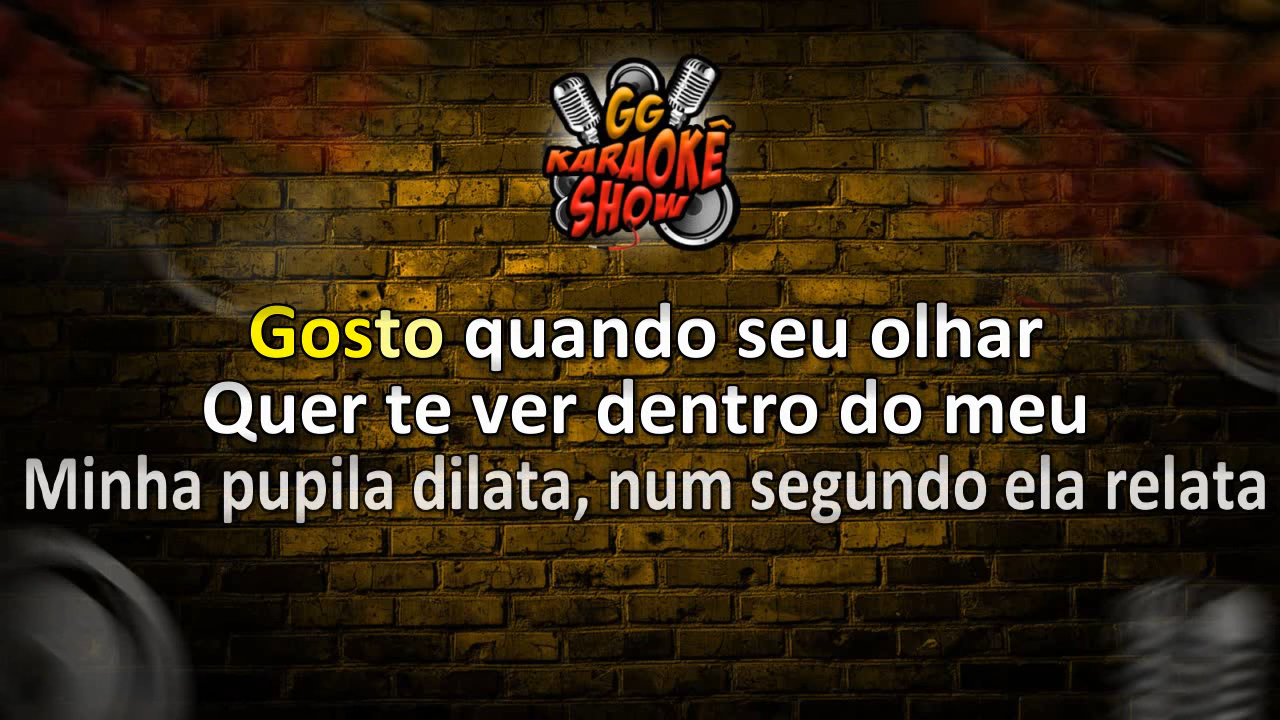 GG
KARAOKÊ
SHOW
Gosto quando seu olhar
Quer te ver dentro do meu
Minha pupila dilata, num segundo ela relata